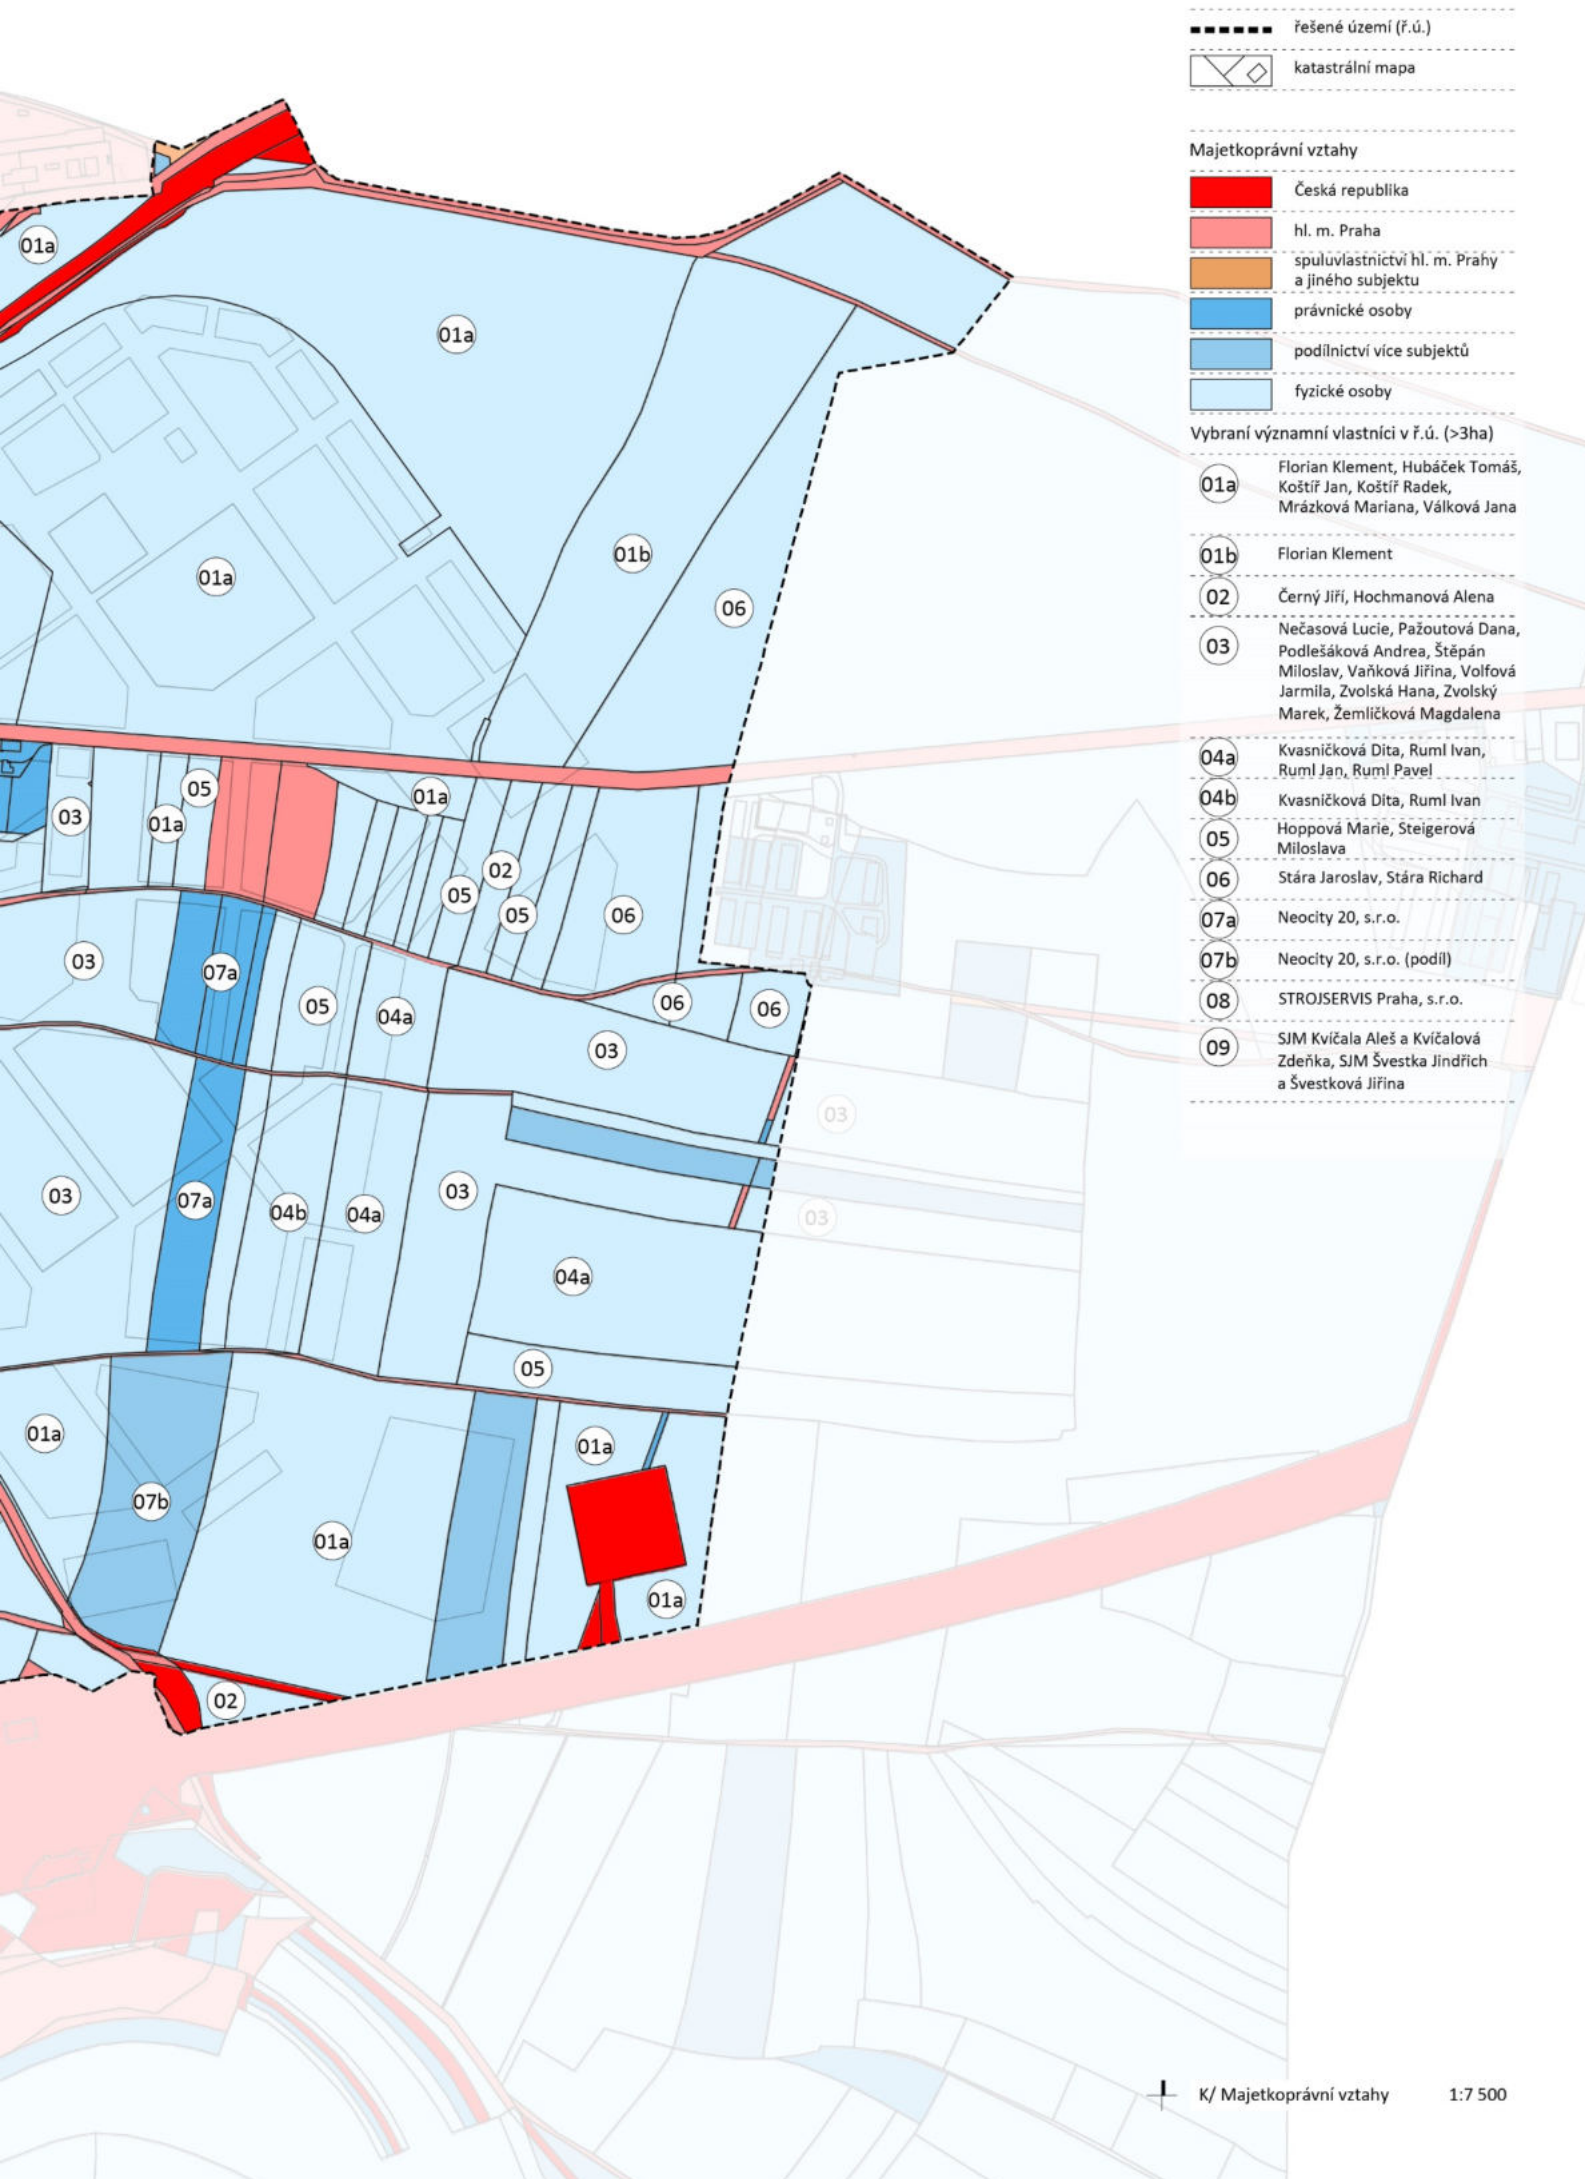 řešené území (ř.ú.)
katastrální mapa
Majetkoprávní vztahy
Česká republika
hl. m. Praha
spuluvlastnictví hl. m. Prahy
a jiného subjektu
právnické osoby
podílnictví více subjektů
fyzické osoby
Vybraní významní vlastníci v ř.ú. (>3ha)
01a
Florian Klement, Hubáček Tomáš,
Koštíř Jan, Koštíř Radek,
Mrázková Mariana, Válková Jana
01b
Florian Klement
02
Černý Jiří, Hochmanová Alena
03
Nečasová Lucie, Pažoutová Dana,
Podlešáková Andrea, Štěpán
Miloslav, Vaňková Jiřina, Volfová
Jarmila, Zvolská Hana, Zvolský
Marek, Žemličková Magdalena
04a
Kvasničková Dita, Ruml Ivan,
Ruml Jan, Ruml Pavel
04b
Kvasničková Dita, Ruml Ivan
05
Hoppová Marie, Steigerová
Miloslava
06
Stára Jaroslav, Stára Richard
07a
Neocity 20, s.r.o.
07b
Neocity 20, s.r.o. (podíl)
08
STROJSERVIS Praha, s.r.o.
09
SJM Kvíčala Aleš a Kvíčalová
Zdeňka, SJM Švestka Jindřich
a Švestková Jiřina
01a
01a
01b
01a
06
05
01a
03
01a
02
05
05
06
03
07a
05
04a
06
06
03
03
03
07a
04b
04a
03
03
04a
05
01a
01a
07b
01a
01a
02
K/ Majetkoprávní vztahy 1:7 500